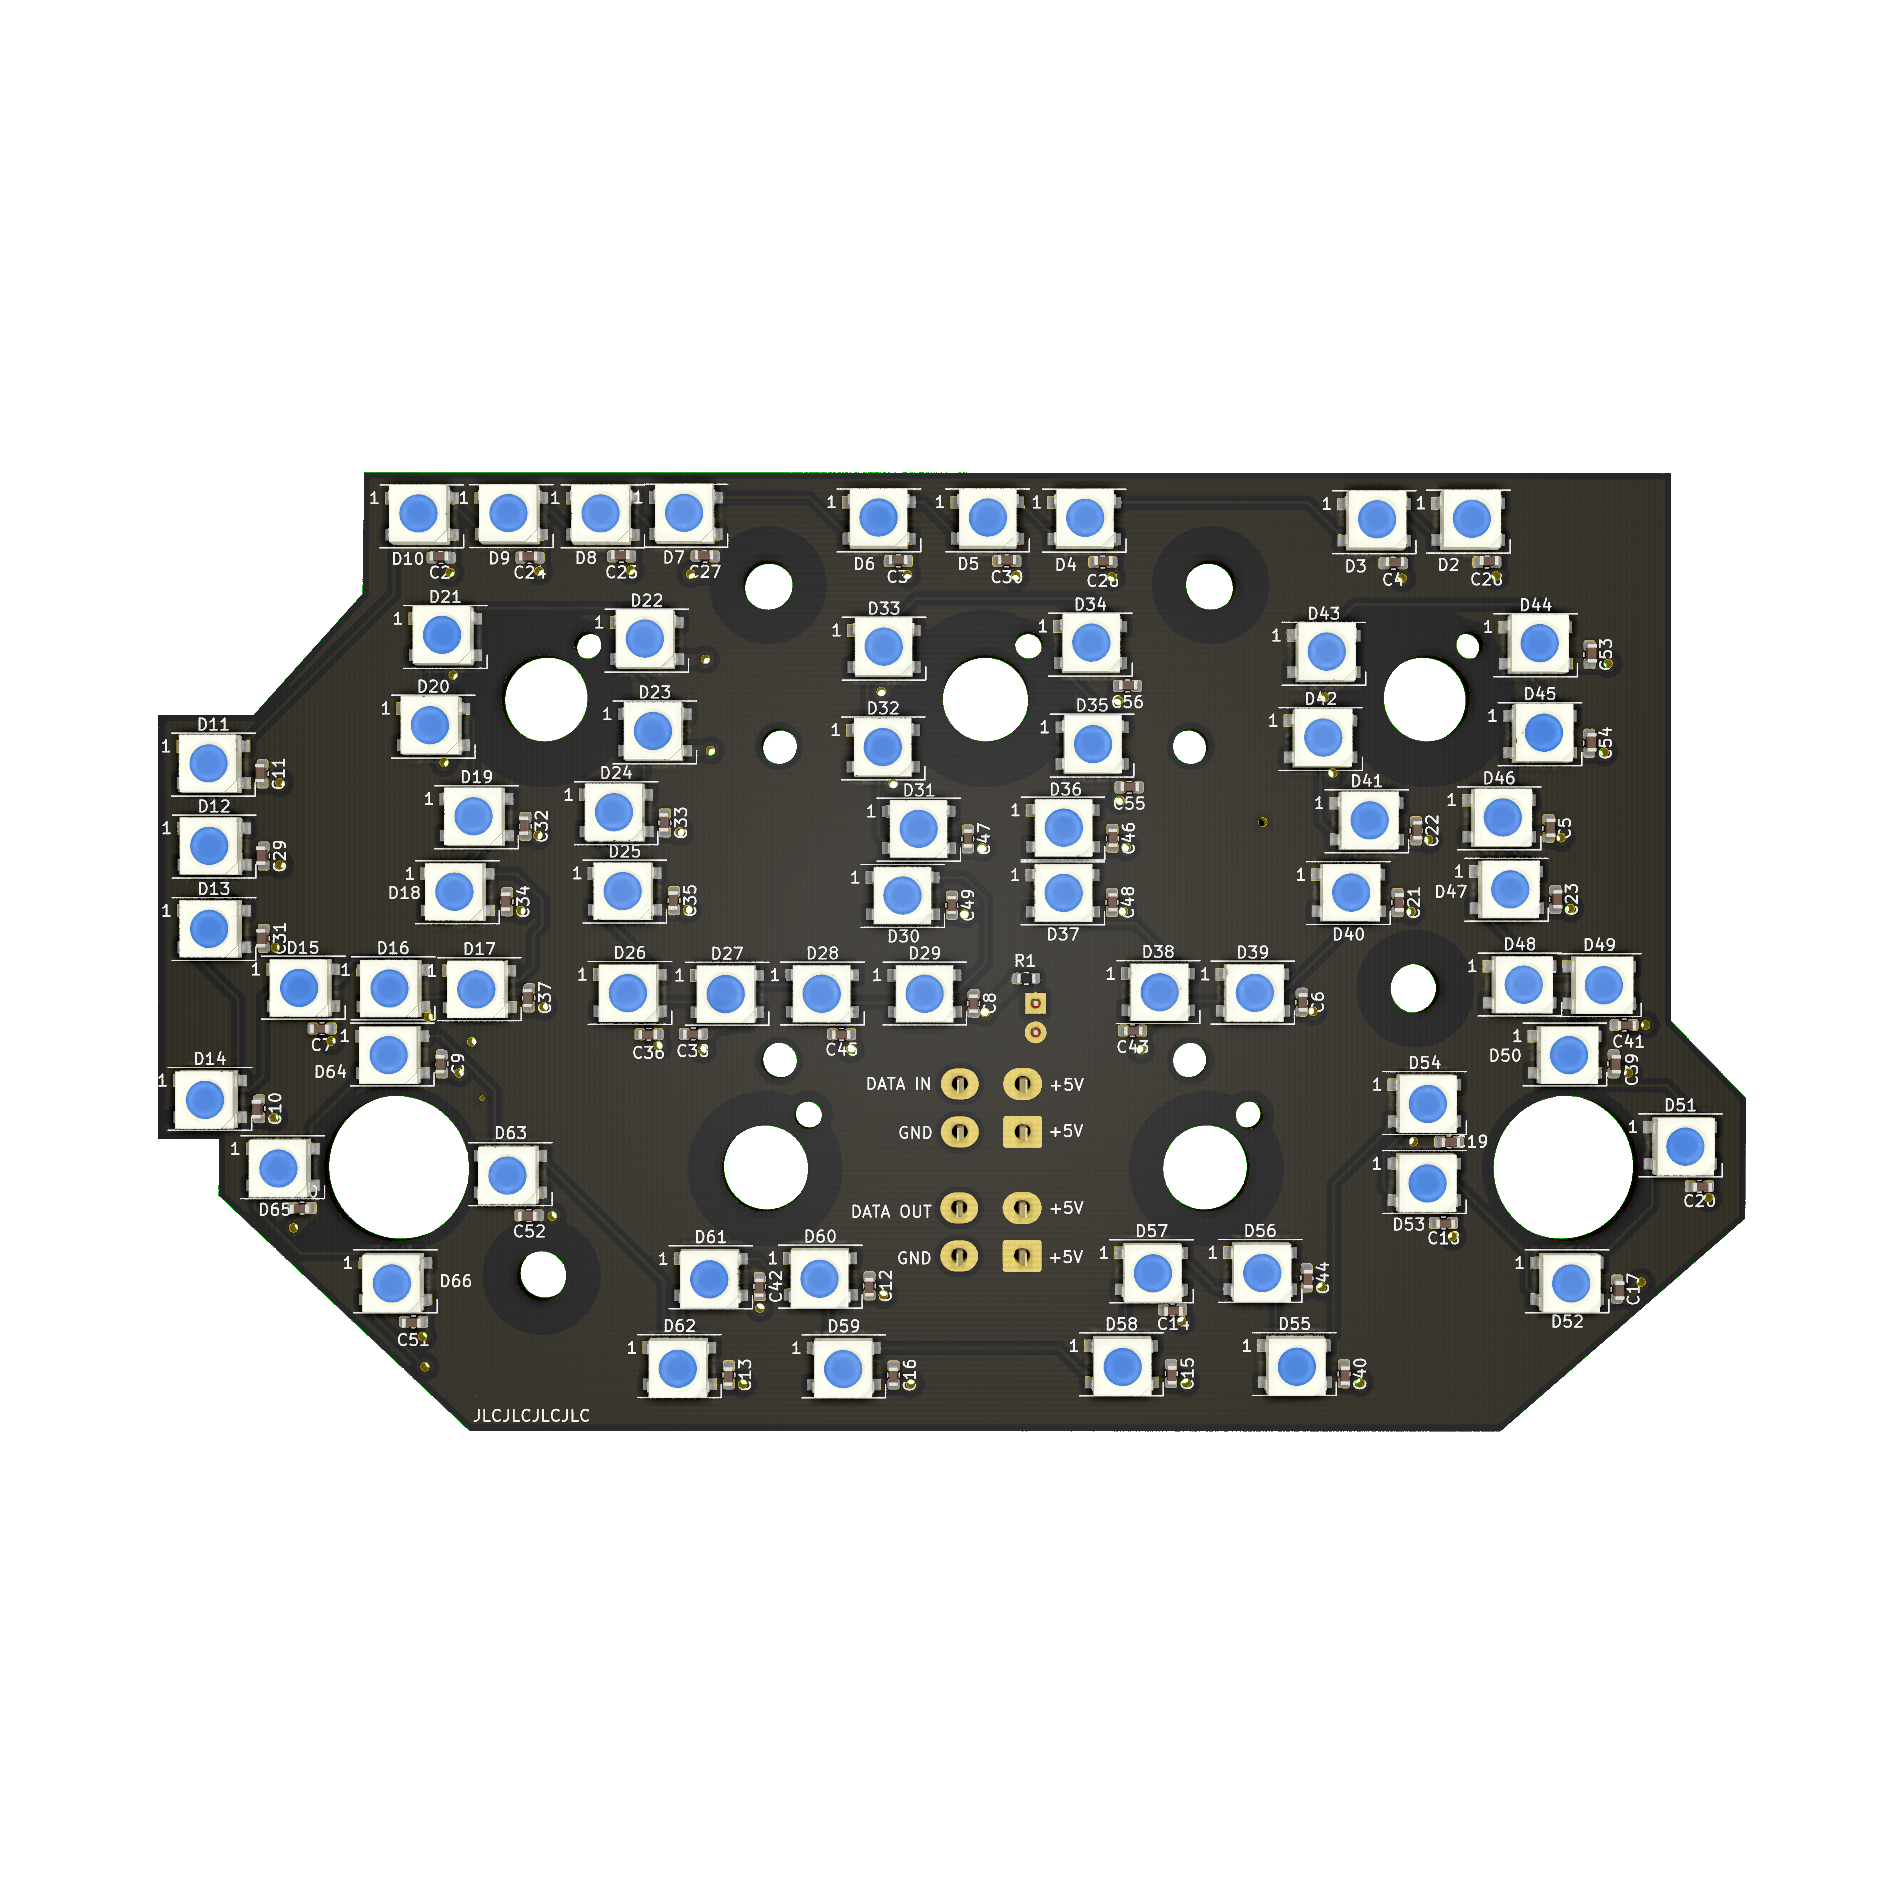 1 1 1 1 1 1 1 1 1
D10 D9 D8 D7 D6 D5 D4 D3 D2
C24 C27 C30 C4
D21 D22 D33 D34 D43 D44
1 1 1 1 1 1
C53
D20 D23 D32 D35 D42 D45
C56
1 1 1 1 1 1
D11
1 C11 C54
D19 D24 D31 D36 D41 D46
C55
1 1 1 1 1 1
D12
1 C29 C32 C33 C47 C46 C22 C5
D18 D25 D30 D37 D40 D47
1 1 1 1 1 1
D13
1 C31 C34 C35 C49 C48 C21 C23
D15 D16 D17 D26 D27 D28 D29 R1 D38 D39 D48 D49
1 1 1 1 1 1 1 1 1 1
C37 C8 C6
C7 C36 C45 C43 C41
D14 D64 1 C9 D50 1 C39
1 C10
DATA IN +5V
D54
1
GND +5V
D63 D51
1 1
D65 1 C52 C19 C20
DATA OUT +5V
D53 1
GND +5V
D66 1 D61 D60 D57 D56 D52 1 C17
1 1 1 1
C42 C12 C14 C44
C51
D62 D59 D58 D55
1 1 1 1
C13 C16 C15 C40
JLCJLCJLCJLC